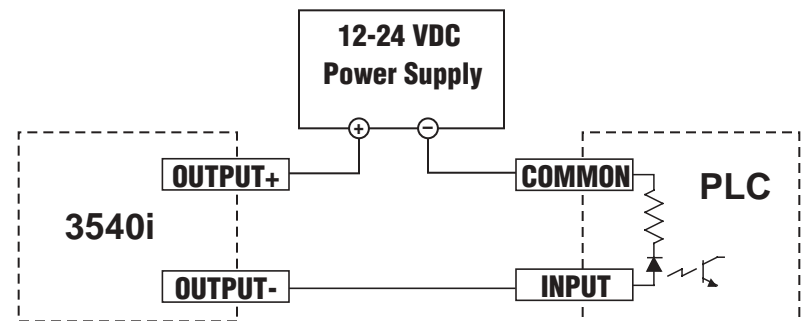 12-24 VDC
Power Supply
+ −
OUTPUT+
COMMON
PLC
3540i
OUTPUT-
INPUT